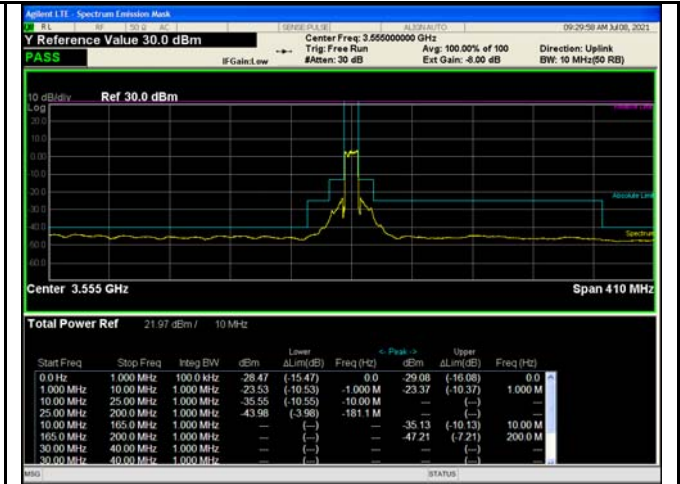 Agilent LTE - Spectrum Emission Mask
RL RF 50 Ω AC SENSE:PULSE ALIGN AUTO 09:29:58 AM Jul 08, 2021
Y Reference Value 30.0 dBm
Center Freq: 3.555000000 GHz
PASS
Trig: Free Run Avg: 100.00% of 100 Direction: Uplink
IFGain:Low #Atten: 30 dB Ext Gain: -8.00 dB BW: 10 MHz(50 RB)
10 dB/div Ref 30.0 dBm
Log
20.0
10.0
0.00
-10.0
-20.0
-30.0
-40.0
-50.0
-60.0
Relative Limit
Absolute Limit
Spectrum
Center 3.555 GHz Span 410 MHz
Total Power Ref 21.97 dBm / 10 MHz
Lower <- Peak -> Upper
Start Freq Stop Freq Integ BW dBm ΔLim(dB) Freq (Hz) dBm ΔLim(dB) Freq (Hz)
0.0 Hz 1.000 MHz 100.0 kHz -28.47 (-15.47) 0.0 -29.08 (-16.08) 0.0
1.000 MHz 10.00 MHz 1.000 MHz -23.53 (-10.53) -1.000 M -23.37 (-10.37) 1.000 M
10.00 MHz 25.00 MHz 1.000 MHz -35.55 (-10.55) -10.00 M --- (---)
25.00 MHz 200.0 MHz 1.000 MHz -43.98 (-3.98) -181.1 M --- (---)
10.00 MHz 165.0 MHz 1.000 MHz --- (---) -35.13 (-10.13) 10.00 M
165.0 MHz 200.0 MHz 1.000 MHz --- (---) -47.21 (-7.21) 200.0 M
30.00 MHz 40.00 MHz 1.000 MHz --- (---) --- (---)
30.00 MHz 40.00 MHz 1.000 MHz --- (---) --- (---)
MSG STATUS